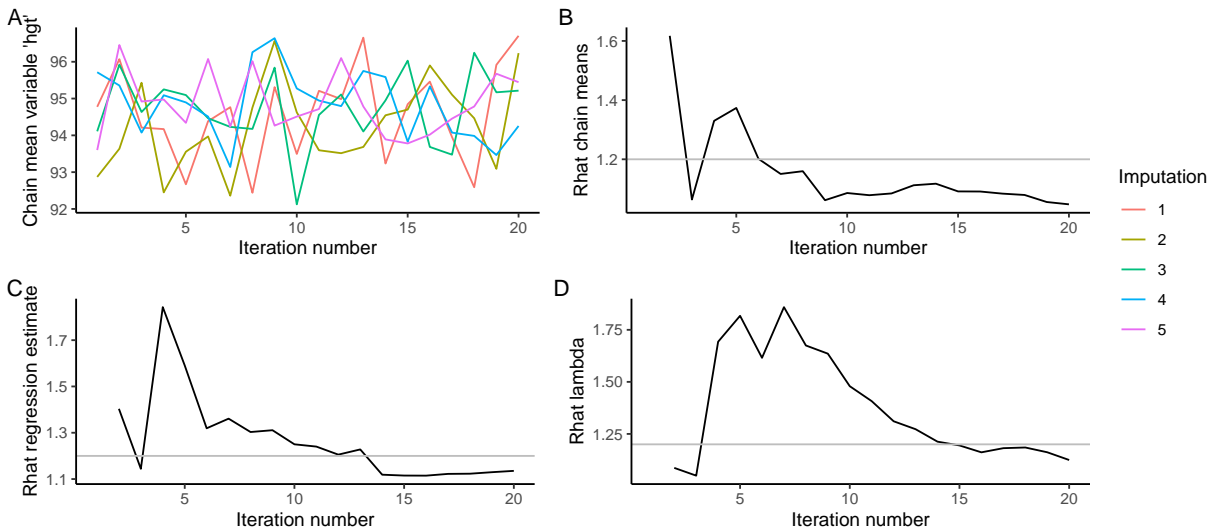 A
Chain mean variable 'hgt'
96
95
94
93
92
5
10
15
20
Iteration number
B
Rhat chain means
1.6
1.4
1.2
1.0
5
10
15
20
Iteration number
C
Rhat regression estimate
1.7
1.5
1.3
1.1
5
10
15
20
Iteration number
D
Rhat lambda
1.75
1.50
1.25
5
10
15
20
Iteration number
Imputation
1
2
3
4
5